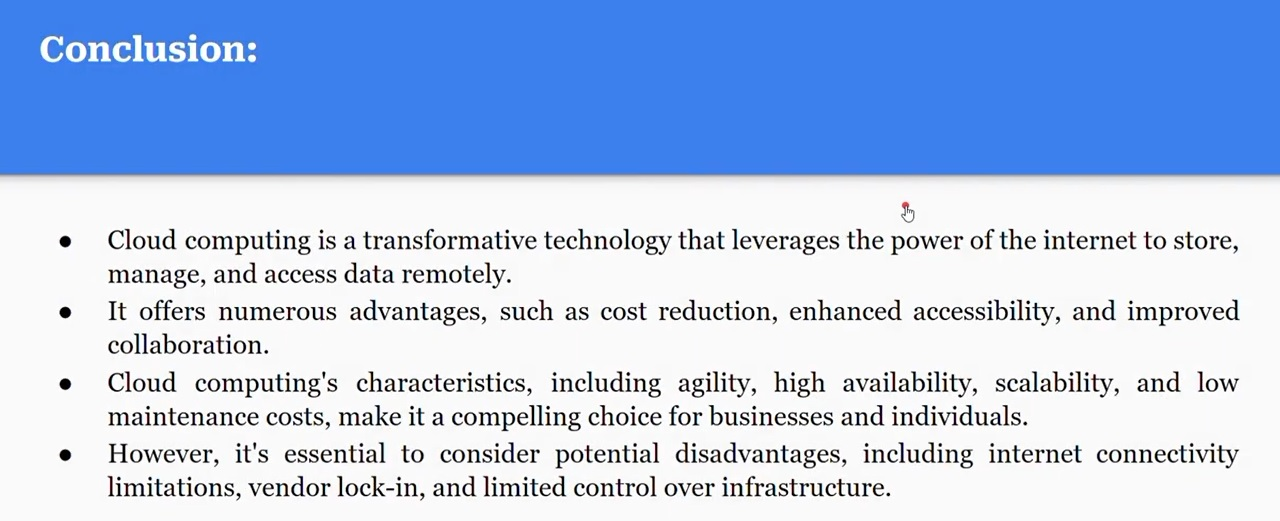 Conclusion:
● Cloud computing is a transformative technology that leverages the power of the internet to store,
manage, and access data remotely.
● It offers numerous advantages, such as cost reduction, enhanced accessibility, and improved
collaboration.
● Cloud computing's characteristics, including agility, high availability, scalability, and low
maintenance costs, make it a compelling choice for businesses and individuals.
● However, it's essential to consider potential disadvantages, including internet connectivity
limitations, vendor lock-in, and limited control over infrastructure.